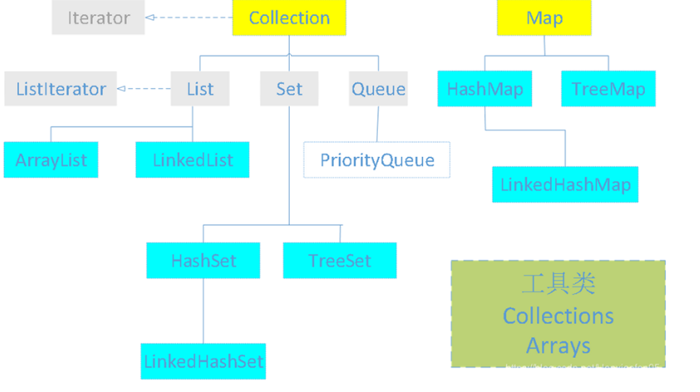 Iterator
Collection
Map
ListIterator
List
Set
Queue
HashMap
TreeMap
ArrayList
LinkedList
PriorityQueue
LinkedHashMap
HashSet
TreeSet
工具类
Collections
Arrays
LinkedHashSet